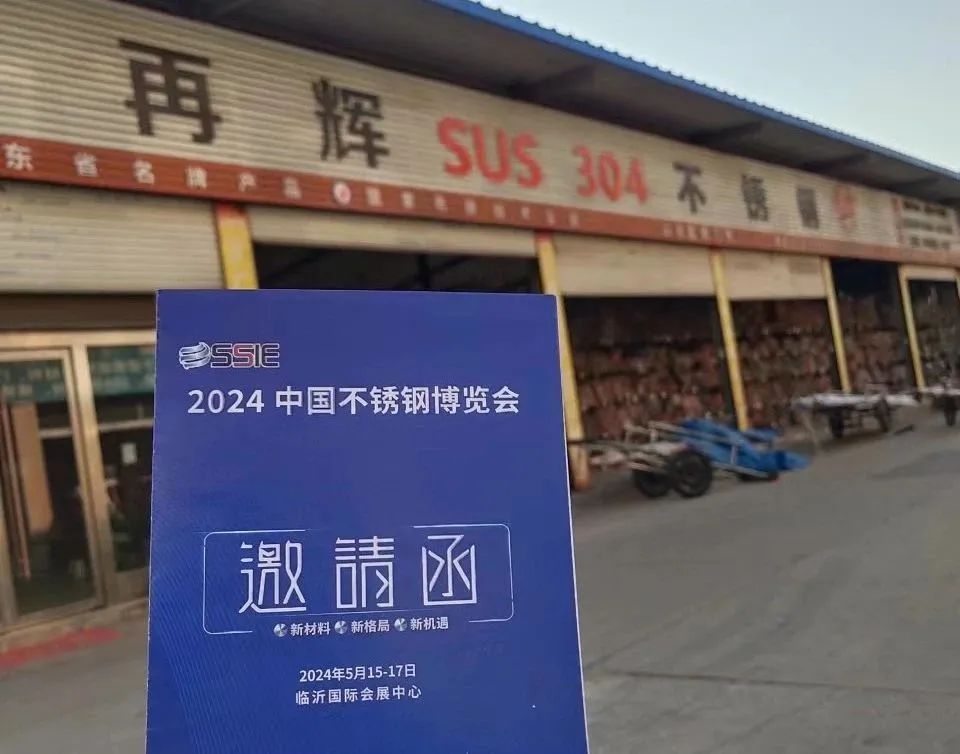 再辉 SUS 304 不锈钢
东省名牌产品
SSIE
2024 中国不锈钢博览会
邀請函
新材料 新格局 新机遇
2024年5月15-17日
临沂国际会展中心